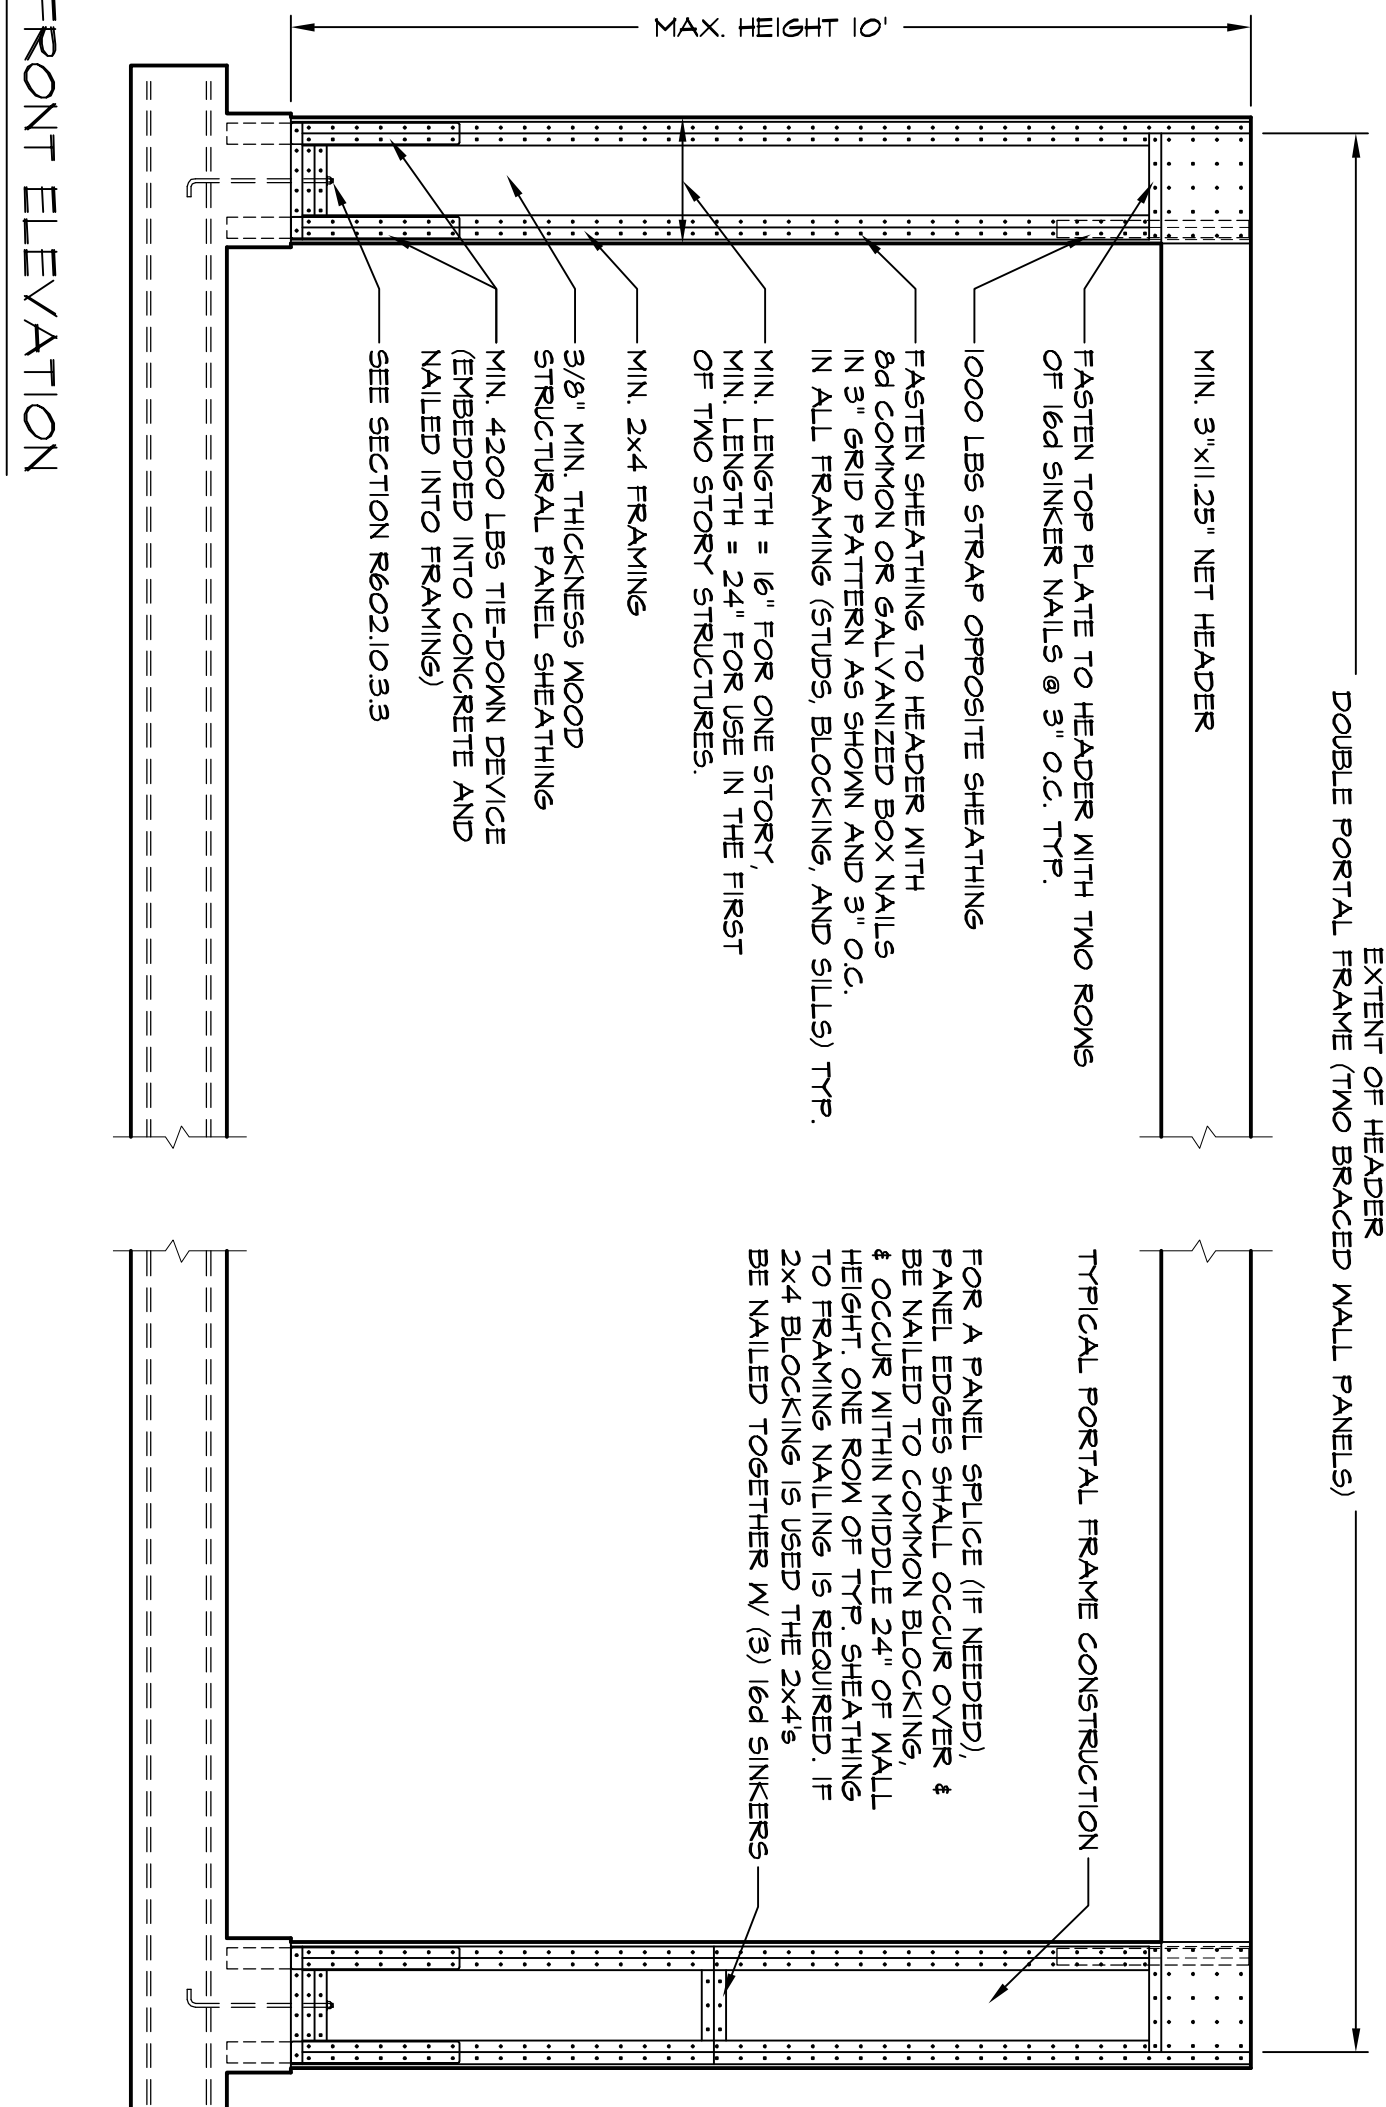 EXTENT OF HEADER
DOUBLE PORTAL FRAME (TWO BRACED WALL PANELS)
MAX. HEIGHT 10'
MIN. 3"x11.25" NET HEADER
FASTEN TOP PLATE TO HEADER WITH TWO ROWS
OF 16d SINKER NAILS @ 3" O.C. TYP.
1000 LBS STRAP OPPOSITE SHEATHING
FASTEN SHEATHING TO HEADER WITH
8d COMMON OR GALVANIZED BOX NAILS
IN 3" GRID PATTERN AS SHOWN AND 3" O.C.
IN ALL FRAMING (STUDS, BLOCKING, AND SILLS) TYP.
MIN. LENGTH = 16" FOR ONE STORY,
MIN. LENGTH = 24" FOR USE IN THE FIRST
OF TWO STORY STRUCTURES.
MIN. 2x4 FRAMING
3/8" MIN. THICKNESS WOOD
STRUCTURAL PANEL SHEATHING
MIN. 4200 LBS TIE-DOWN DEVICE
(EMBEDDED INTO CONCRETE AND
NAILED INTO FRAMING)
SEE SECTION R602.10.3.3
TYPICAL PORTAL FRAME CONSTRUCTION
FOR A PANEL SPLICE (IF NEEDED),
PANEL EDGES SHALL OCCUR OVER &
BE NAILED TO COMMON BLOCKING,
& OCCUR WITHIN MIDDLE 24" OF WALL
HEIGHT. ONE ROW OF TYP. SHEATHING
TO FRAMING NAILING IS REQUIRED. IF
2x4 BLOCKING IS USED THE 2x4's
BE NAILED TOGETHER W/ (3) 16d SINKERS
FRONT ELEVATION